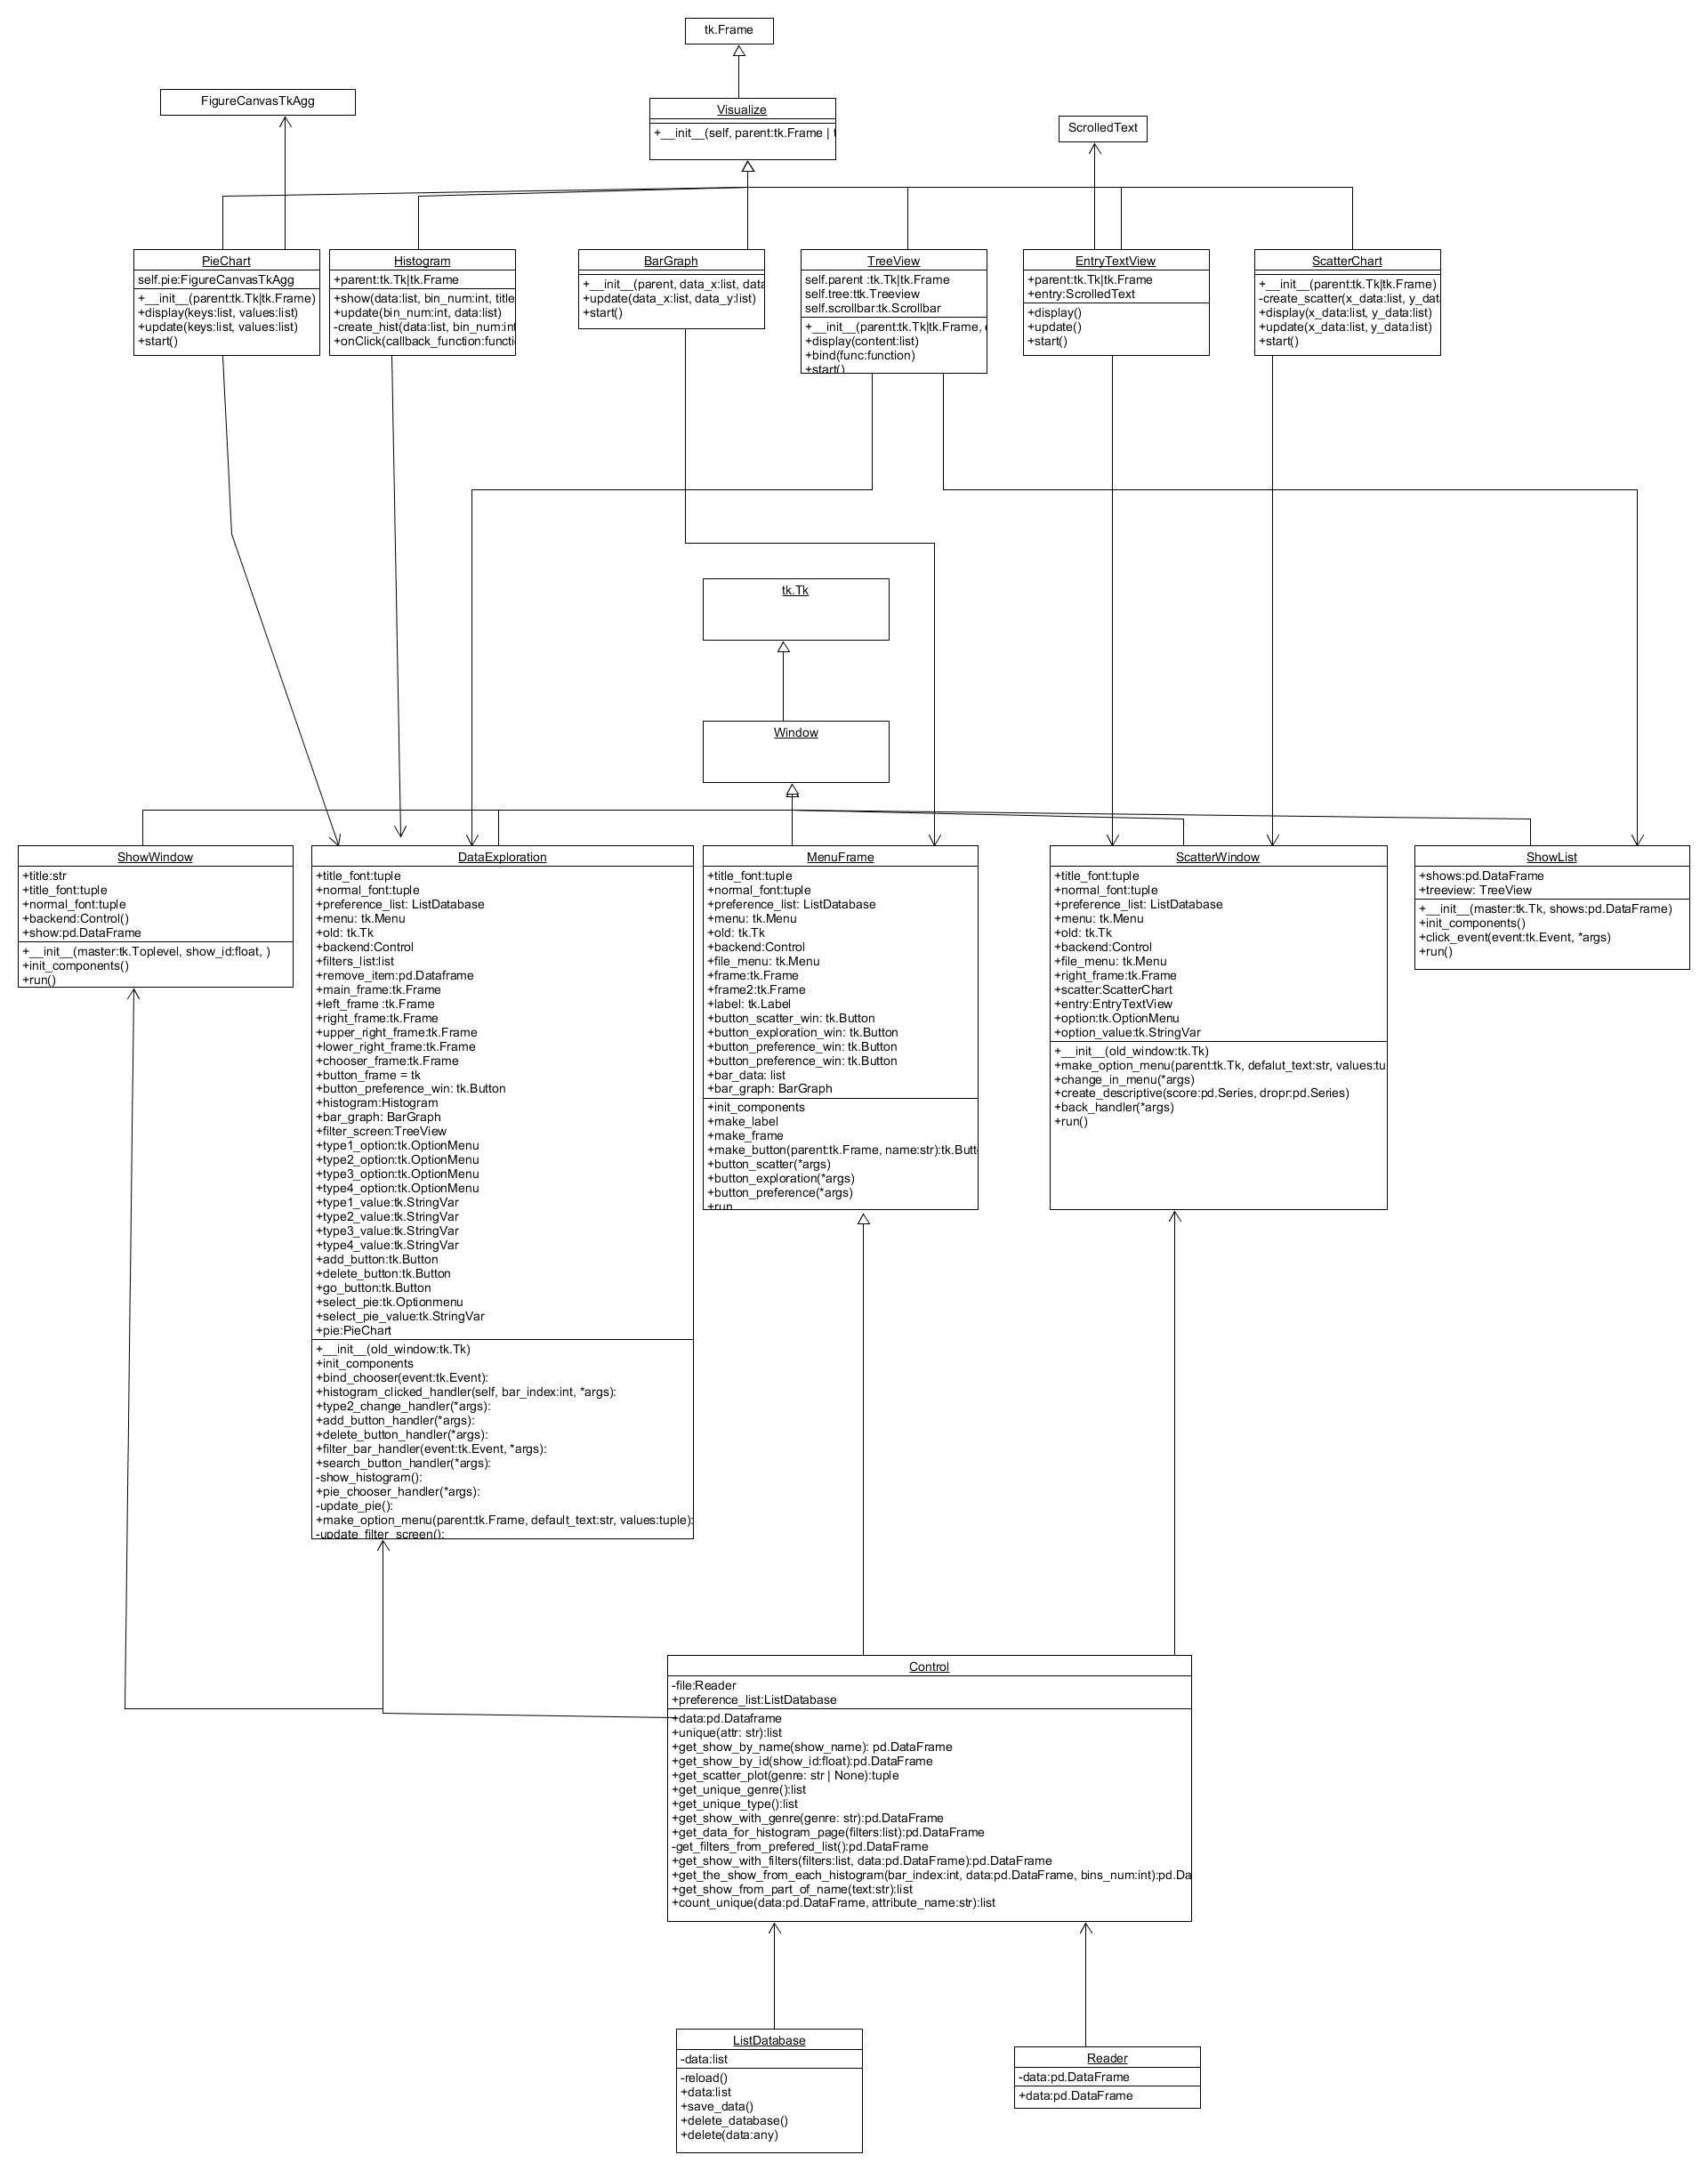 tk.Frame
FigureCanvasTkAgg
Visualize
+__init__(self, parent:tk.Frame |
ScrolledText
PieChart
self.pie:FigureCanvasTkAgg
+__init__(parent:tk.Tk|tk.Frame)
+display(keys:list, values:list)
+update(keys:list, values:list)
+start()
Histogram
+parent:tk.Tk|tk.Frame
+show(data:list, bin_num:int, title
+update(bin_num:int, data:list)
-create_hist(data:list, bin_num:int
+onClick(callback_function:functi
BarGraph
+__init__(parent, data_x:list, data
+update(data_x:list, data_y:list)
+start()
TreeView
self.parent :tk.Tk|tk.Frame
self.tree:ttk.Treeview
self.scrollbar:tk.Scrollbar
+__init__(parent:tk.Tk|tk.Frame,
+display(content:list)
+bind(func:function)
+start()
EntryTextView
+parent:tk.Tk|tk.Frame
+entry:ScrolledText
+display()
+update()
+start()
ScatterChart
+__init__(parent:tk.Tk|tk.Frame)
-create_scatter(x_data:list, y_dat
+display(x_data:list, y_data:list)
+update(x_data:list, y_data:list)
+start()
tk.Tk
Window
ShowWindow
+title:str
+title_font:tuple
+normal_font:tuple
+backend:Control()
+show:pd.DataFrame
+__init__(master:tk.Toplevel, show_id:float, )
+init_components()
+run()
DataExploration
+title_font:tuple
+normal_font:tuple
+preference_list: ListDatabase
+menu: tk.Menu
+old: tk.Tk
+backend:Control
+filters_list:list
+remove_item:pd.Dataframe
+main_frame:tk.Frame
+left_frame :tk.Frame
+right_frame:tk.Frame
+upper_right_frame:tk.Frame
+lower_right_frame:tk.Frame
+chooser_frame:tk.Frame
+button_frame = tk
+button_preference_win: tk.Button
+histogram:Histogram
+bar_graph: BarGraph
+filter_screen:TreeView
+type1_option:tk.OptionMenu
+type2_option:tk.OptionMenu
+type3_option:tk.OptionMenu
+type4_option:tk.OptionMenu
+type1_value:tk.StringVar
+type2_value:tk.StringVar
+type3_value:tk.StringVar
+type4_value:tk.StringVar
+add_button:tk.Button
+delete_button:tk.Button
+go_button:tk.Button
+select_pie:tk.Optionmenu
+select_pie_value:tk.StringVar
+pie:PieChart
+__init__(old_window:tk.Tk)
+init_components
+bind_chooser(event:tk.Event):
+histogram_clicked_handler(self, bar_index:int, *args):
+type2_change_handler(*args):
+add_button_handler(*args):
+delete_button_handler(*args):
+filter_bar_handler(event:tk.Event, *args):
+search_button_handler(*args):
-show_histogram():
+pie_chooser_handler(*args):
-update_pie():
+make_option_menu(parent:tk.Frame, default_text:str, values:tuple):
-update_filter_screen():
MenuFrame
+title_font:tuple
+normal_font:tuple
+preference_list: ListDatabase
+menu: tk.Menu
+old: tk.Tk
+backend:Control
+file_menu: tk.Menu
+frame:tk.Frame
+frame2:tk.Frame
+label: tk.Label
+button_scatter_win: tk.Button
+button_exploration_win: tk.Button
+button_preference_win: tk.Button
+button_preference_win: tk.Button
+bar_data: list
+bar_graph: BarGraph
+init_components
+make_label
+make_frame
+make_button(parent:tk.Frame, name:str):tk.Butt
+button_scatter(*args)
+button_exploration(*args)
+button_preference(*args)
+run
ScatterWindow
+title_font:tuple
+normal_font:tuple
+preference_list: ListDatabase
+menu: tk.Menu
+old: tk.Tk
+backend:Control
+file_menu: tk.Menu
+right_frame:tk.Frame
+scatter:ScatterChart
+entry:EntryTextView
+option:tk.OptionMenu
+option_value:tk.StringVar
+__init__(old_window:tk.Tk)
+make_option_menu(parent:tk.Tk, defalut_text:str, values:tu
+change_in_menu(*args)
+create_descriptive(score:pd.Series, dropr:pd.Series)
+back_handler(*args)
+run()
ShowList
+shows:pd.DataFrame
+treeview: TreeView
+__init__(master:tk.Tk, shows:pd.DataFrame)
+init_components()
+click_event(event:tk.Event, *args)
+run()
Control
-file:Reader
+preference_list:ListDatabase
+data:pd.Dataframe
+unique(attr: str):list
+get_show_by_name(show_name): pd.DataFrame
+get_show_by_id(show_id:float):pd.DataFrame
+get_scatter_plot(genre: str | None):tuple
+get_unique_genre():list
+get_unique_type():list
+get_show_with_genre(genre: str):pd.DataFrame
+get_data_for_histogram_page(filters:list):pd.DataFrame
-get_filters_from_prefered_list():pd.DataFrame
+get_show_with_filters(filters:list, data:pd.DataFrame):pd.DataFrame
+get_the_show_from_each_histogram(bar_index:int, data:pd.DataFrame, bins_num:int):pd.Da
+get_show_from_part_of_name(text:str):list
+count_unique(data:pd.DataFrame, attribute_name:str):list
ListDatabase
-data:list
-reload()
+data:list
+save_data()
+delete_database()
+delete(data:any)
Reader
-data:pd.DataFrame
+data:pd.DataFrame